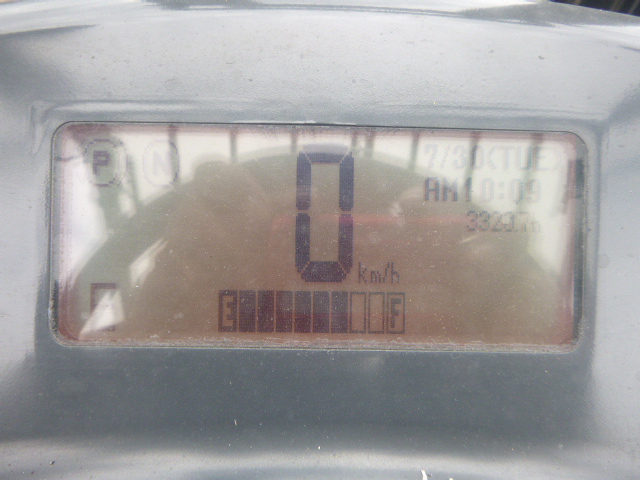 P N
7/30(TUE)
AM10:09
0
km/h
E F